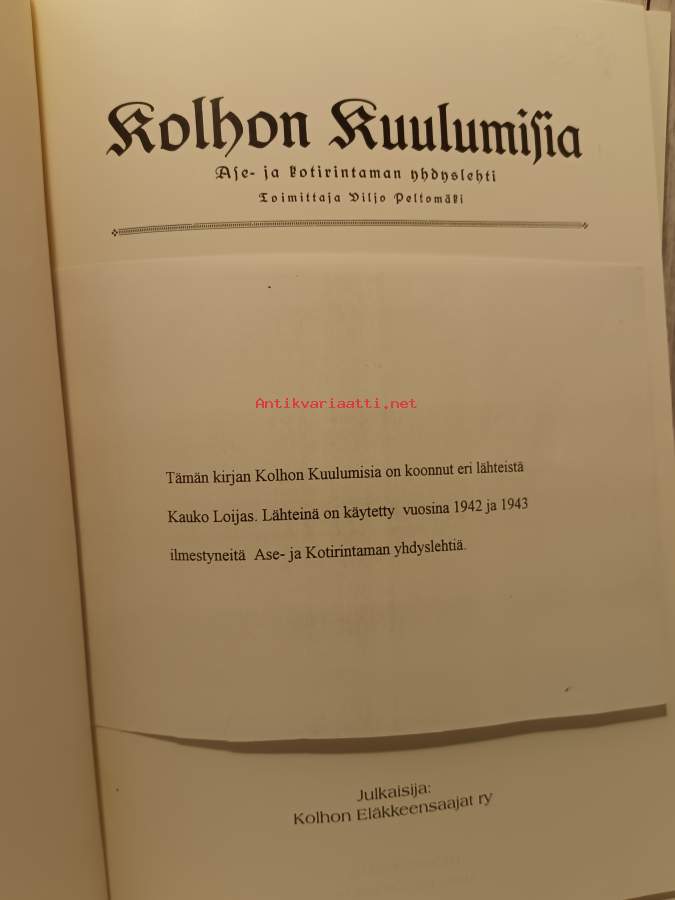 Kolhon Kuulumisia
Ase- ja kotirintaman yhdyslehti
Toimittaja Viljo Peltomäki
Antikvariaatti.net
Tämän kirjan Kolhon Kuulumisia on koonnut eri lähteistä
Kauko Loijas. Lähteinä on käytetty vuosina 1942 ja 1943
ilmestyneitä Ase- ja Kotirintaman yhdyslehtiä.
Julkaisija:
Kolhon Eläkkeensaajat ry